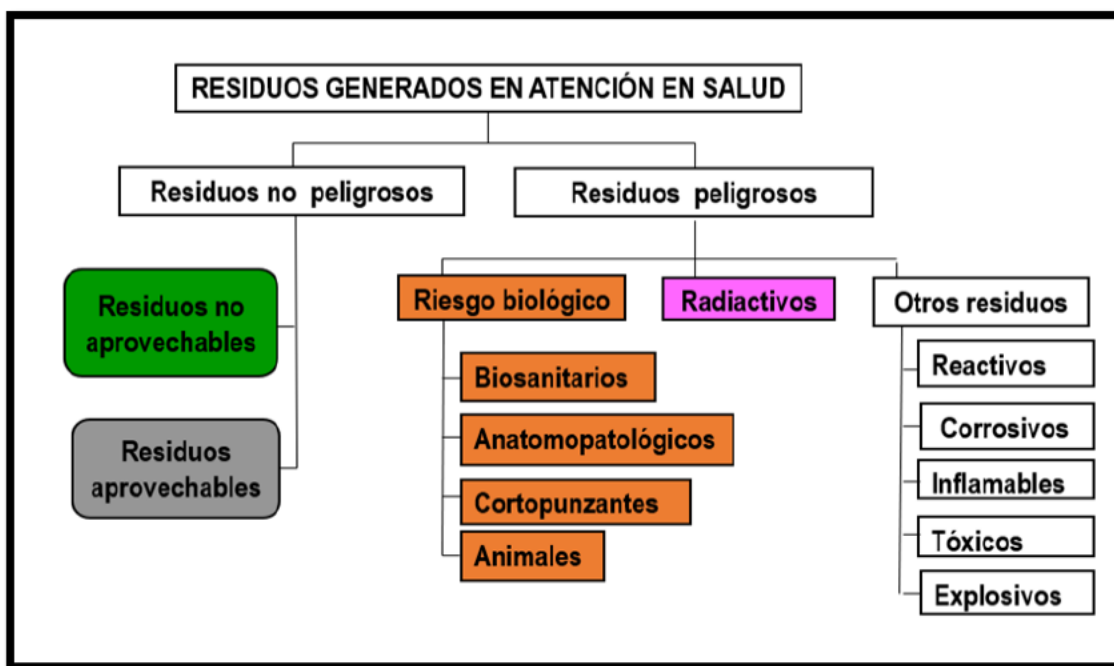 RESIDUOS GENERADOS EN ATENCIÓN EN SALUD
Residuos no peligrosos
Residuos peligrosos
Residuos no
aprovechables
Residuos
aprovechables
Riesgo biológico
Biosanitarios
Anatomopatológicos
Cortopunzantes
Animales
Radiactivos
Otros residuos
Reactivos
Corrosivos
Inflamables
Tóxicos
Explosivos